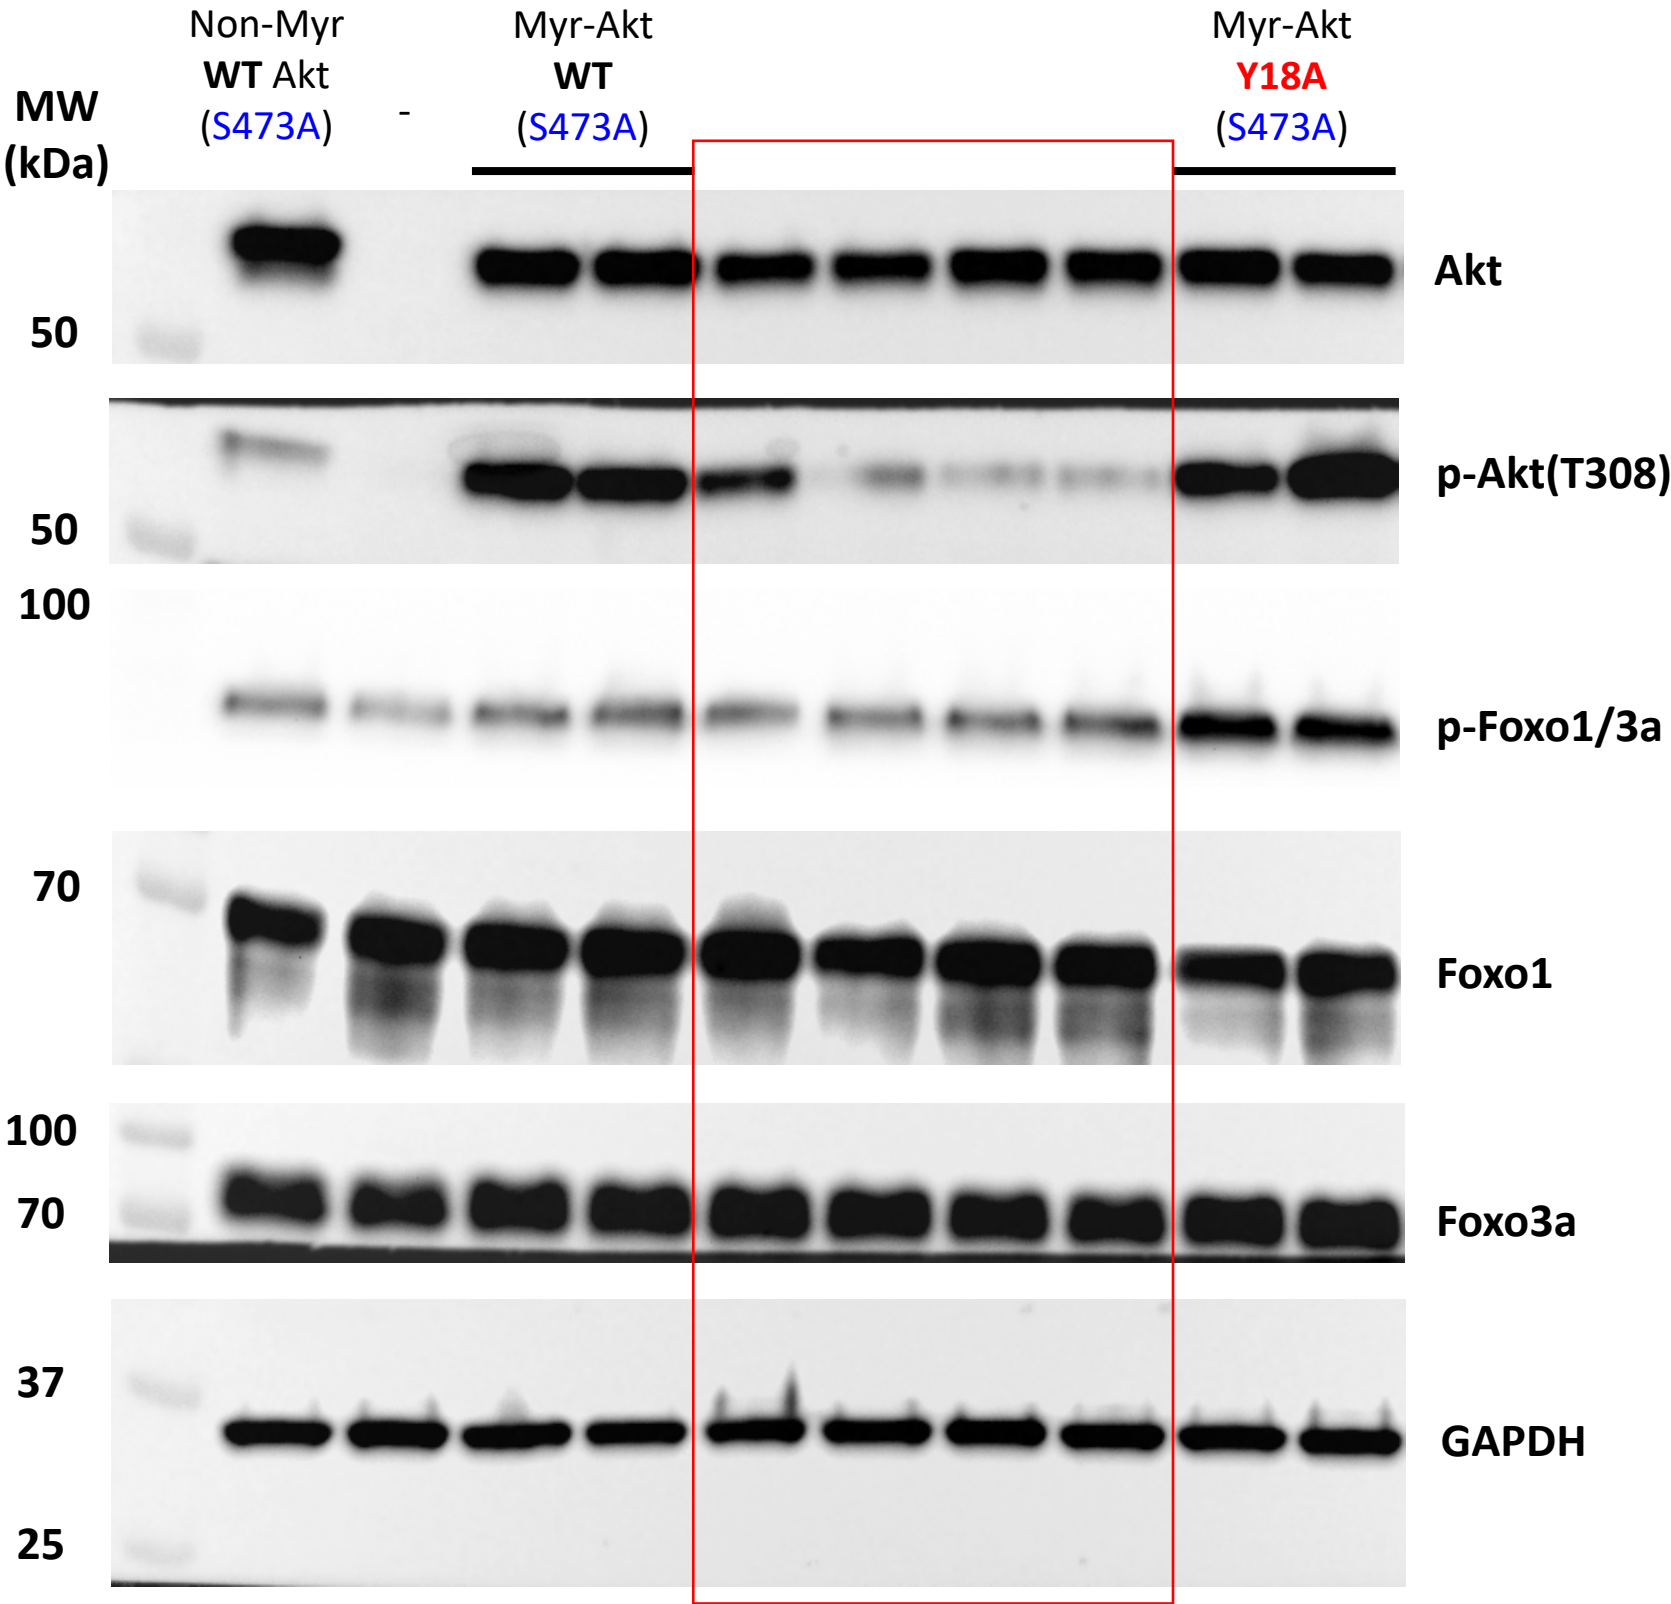 Non-Myr
WT Akt
(S473A)
-
Myr-Akt
WT
(S473A)
Myr-Akt
Y18A
(S473A)
MW
(kDa)
Akt
50
p-Akt(T308)
50
100
p-Foxo1/3a
70
Foxo1
100
70
Foxo3a
37
GAPDH
25